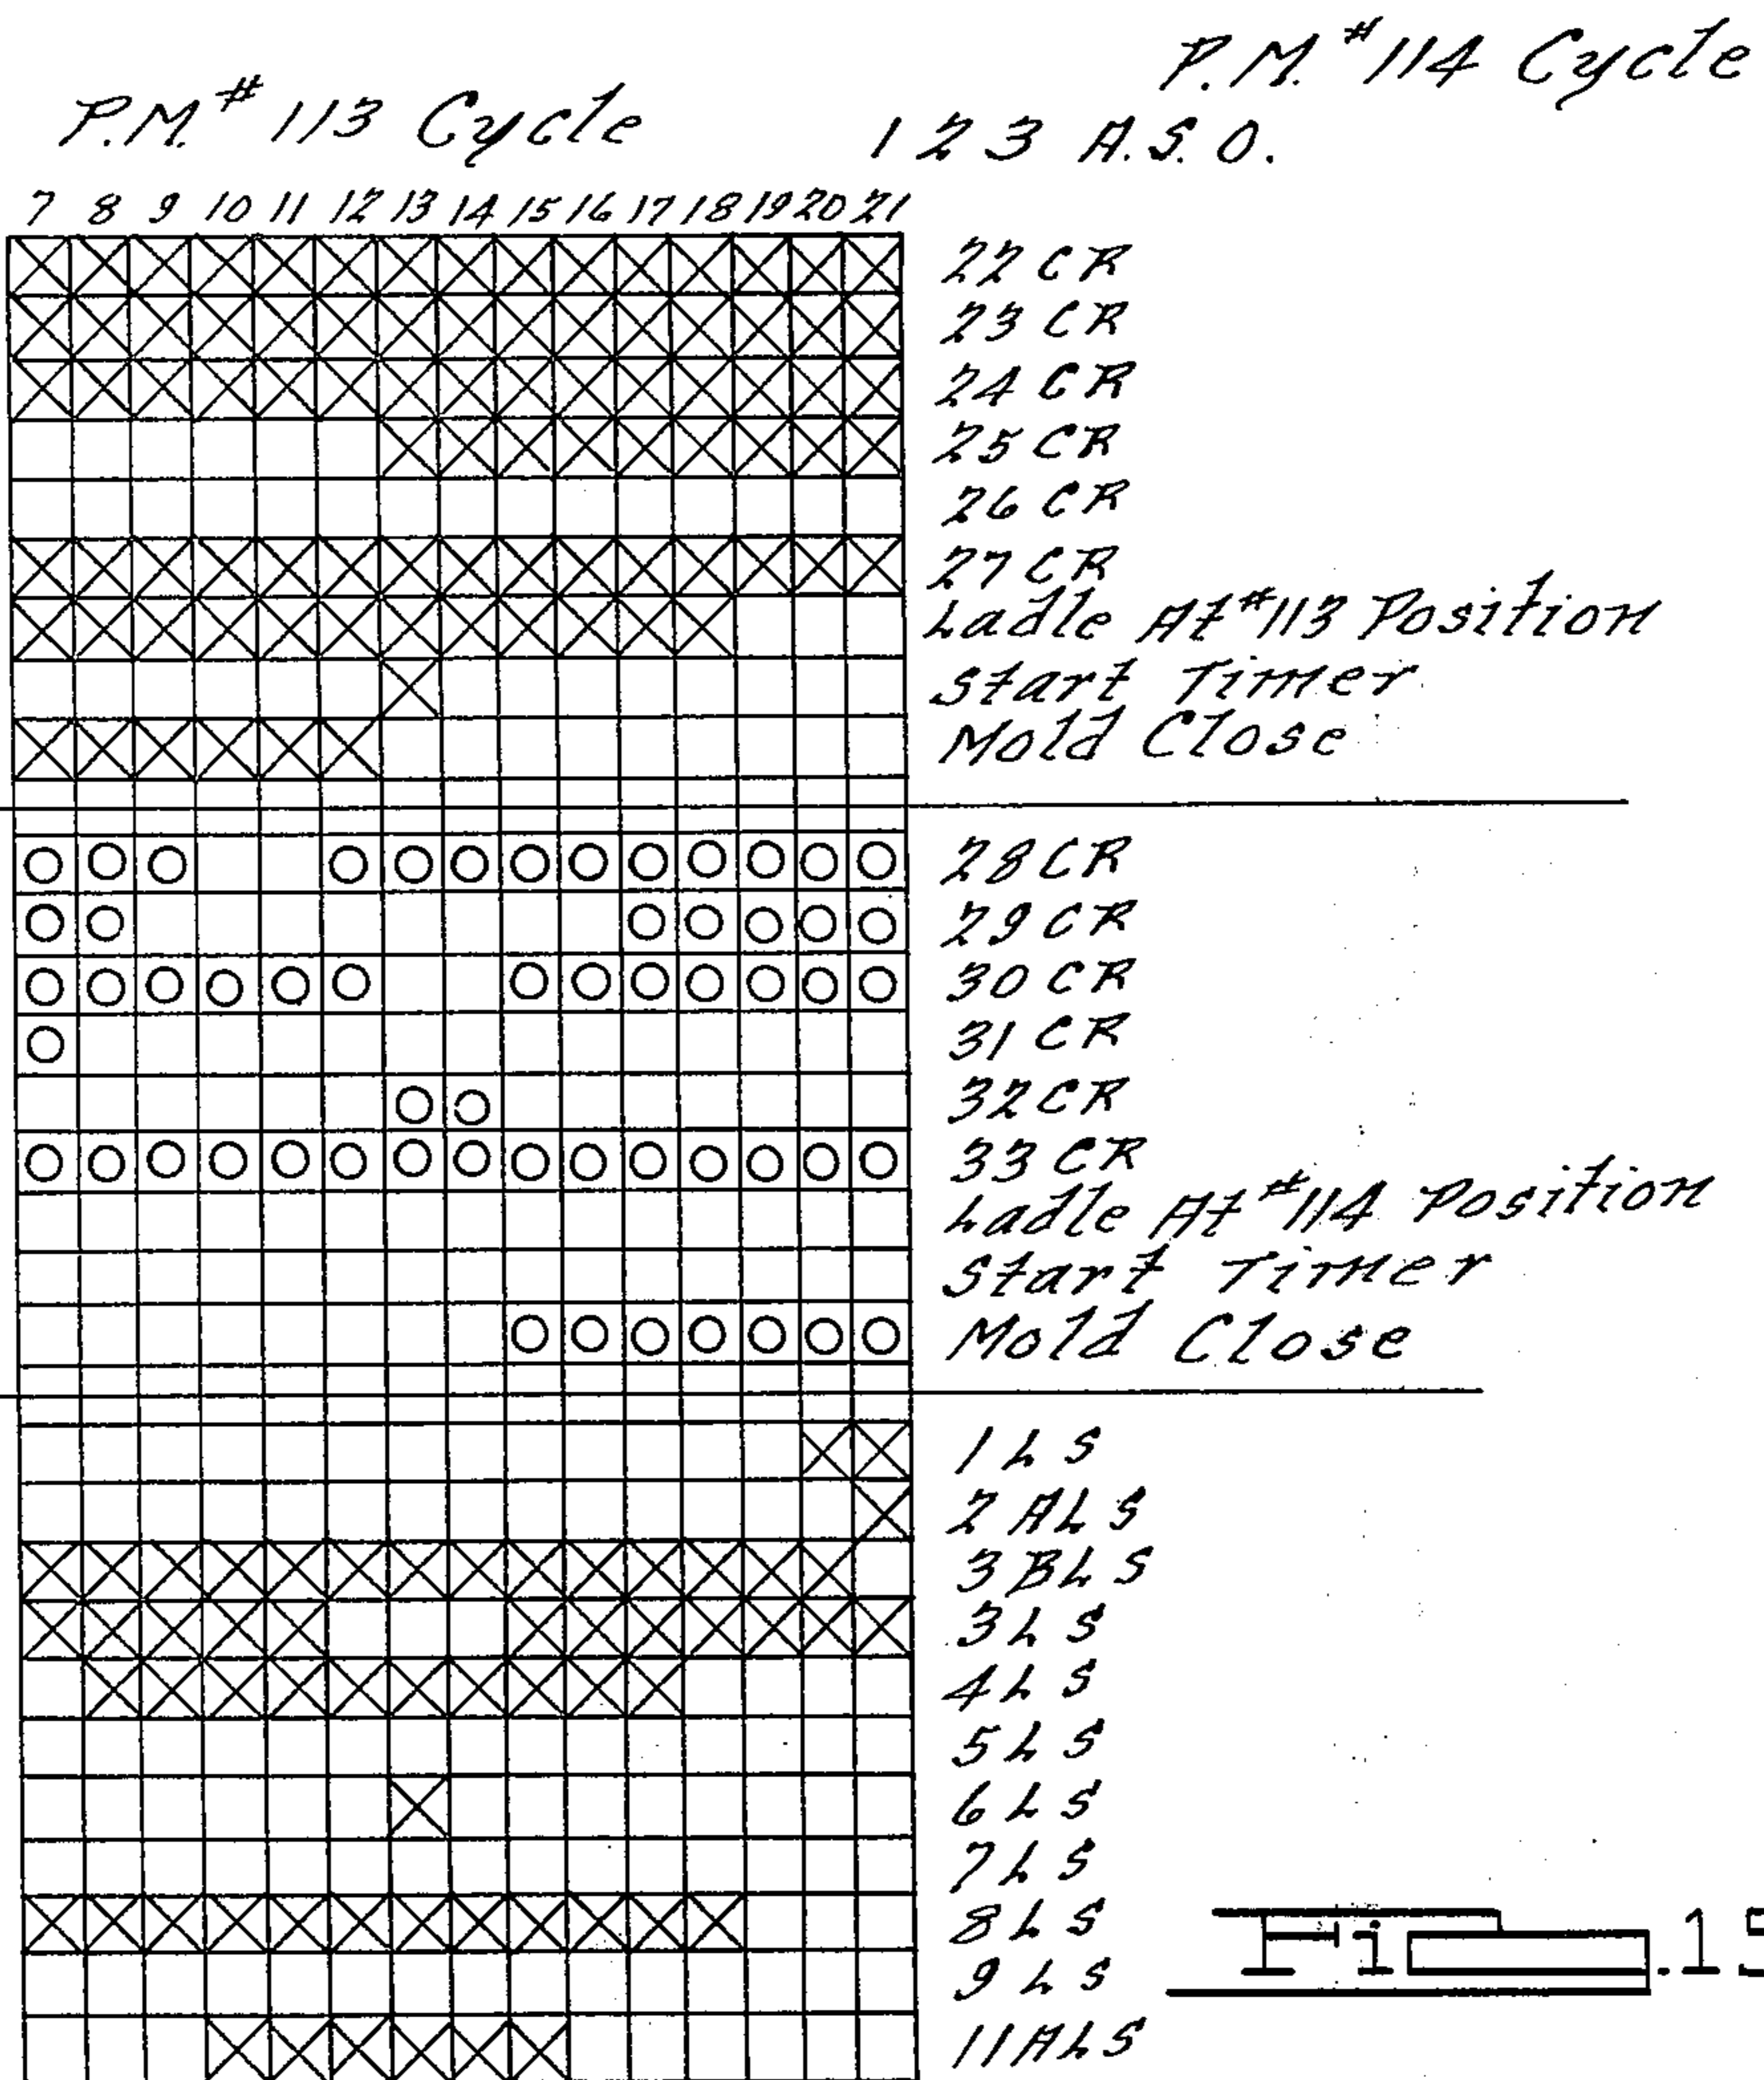 P.M. #114 Cycle
P.M. #113 Cycle
1 2 3 A.S.O.
7 8 9 10 11 12 13 14 15 16 17 18 19 20 21
22 CR
23 CR
24 CR
25 CR
26 CR
27 CR
Ladle At #113 Position
Start Timer
Mold Close
28 CR
29 CR
30 CR
31 CR
32 CR
33 CR
Ladle At #114 Position
Start Timer
Mold Close
1 LS
2 ALS
3 BLS
3 LS
4 LS
5 LS
6 LS
7 LS
8 LS
9 LS
11 ALS